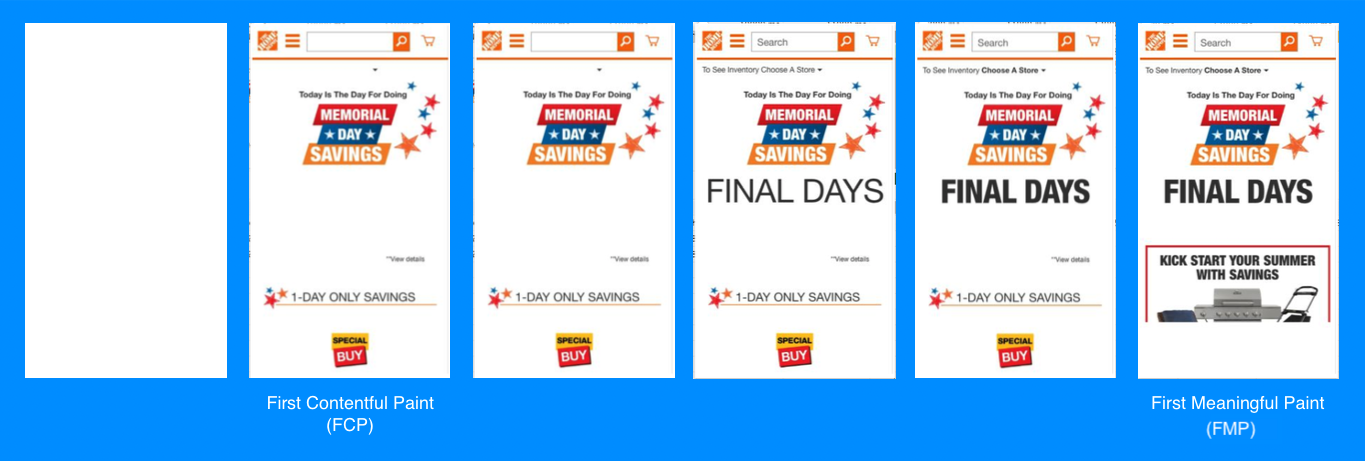 Today Is The Day For Doing
MEMORIAL
DAY
SAVINGS
**View details
1-DAY ONLY SAVINGS
SPECIAL
BUY
First Contentful Paint
(FCP)
Today Is The Day For Doing
MEMORIAL
DAY
SAVINGS
**View details
1-DAY ONLY SAVINGS
SPECIAL
BUY
Search
To See Inventory Choose A Store
Today Is The Day For Doing
MEMORIAL
DAY
SAVINGS
FINAL DAYS
**View details
1-DAY ONLY SAVINGS
SPECIAL
BUY
Search
To See Inventory Choose A Store
Today Is The Day For Doing
MEMORIAL
DAY
SAVINGS
FINAL DAYS
**View details
1-DAY ONLY SAVINGS
SPECIAL
BUY
Search
To See Inventory Choose A Store
Today Is The Day For Doing
MEMORIAL
DAY
SAVINGS
FINAL DAYS
KICK START YOUR SUMMER
WITH SAVINGS
First Meaningful Paint
(FMP)